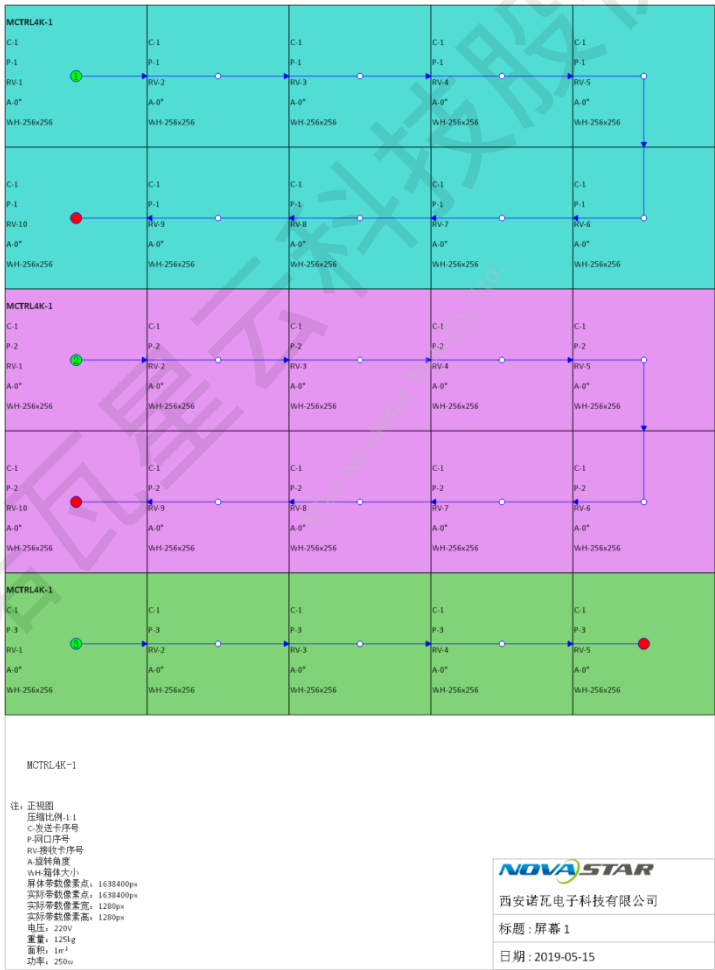 MCTRL4K-1
C-1
P-1
RV-1
A-0°
WH-256x256
1
C-1
P-1
RV-2
A-0°
WH-256x256
C-1
P-1
RV-3
A-0°
WH-256x256
C-1
P-1
RV-4
A-0°
WH-256x256
C-1
P-1
RV-5
A-0°
WH-256x256
C-1
P-1
RV-10
A-0°
WH-256x256
C-1
P-1
RV-9
A-0°
WH-256x256
C-1
P-1
RV-8
A-0°
WH-256x256
C-1
P-1
RV-7
A-0°
WH-256x256
C-1
P-1
RV-6
A-0°
WH-256x256
MCTRL4K-1
C-1
P-2
RV-1
A-0°
WH-256x256
2
C-1
P-2
RV-2
A-0°
WH-256x256
C-1
P-2
RV-3
A-0°
WH-256x256
C-1
P-2
RV-4
A-0°
WH-256x256
C-1
P-2
RV-5
A-0°
WH-256x256
C-1
P-2
RV-10
A-0°
WH-256x256
C-1
P-2
RV-9
A-0°
WH-256x256
C-1
P-2
RV-8
A-0°
WH-256x256
C-1
P-2
RV-7
A-0°
WH-256x256
C-1
P-2
RV-6
A-0°
WH-256x256
MCTRL4K-1
C-1
P-3
RV-1
A-0°
WH-256x256
3
C-1
P-3
RV-2
A-0°
WH-256x256
C-1
P-3
RV-3
A-0°
WH-256x256
C-1
P-3
RV-4
A-0°
WH-256x256
C-1
P-3
RV-5
A-0°
WH-256x256
瓦星云科技股
MCTRL4K-1
注：正视图
压缩比例-1:1
C-发送卡序号
P-网口序号
RV-接收卡序号
A-旋转角度
WH-箱体大小
屏体带载像素点：1638400px
实际带载像素点：1638400px
实际带载像素宽：1280px
实际带载像素高：1280px
电压：220V
重量：125kg
面积：1m²
功率：250w
NOVASTAR
西安诺瓦电子科技有限公司
标题 : 屏幕 1
日期 : 2019-05-15